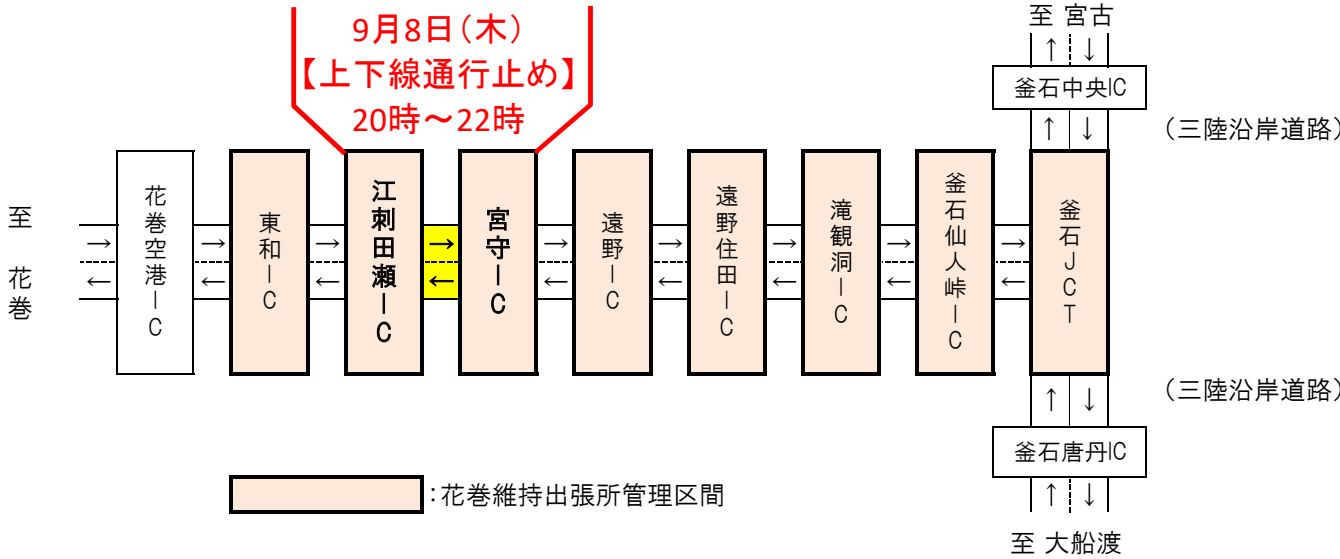 至 宮古
↑ ↓
釜石中央IC
↑ ↓
（三陸沿岸道路）
9月8日（木）
【上下線通行止め】
20時～22時
至 花巻
→
←
花巻空港IC
→
←
東和IC
→
←
江刺田瀬IC
→
←
宮守IC
→
←
遠野IC
→
←
遠野住田IC
→
←
滝観洞IC
→
←
釜石仙人峠IC
→
←
釜石JCT
↑ ↓
（三陸沿岸道路）
釜石唐丹IC
↑ ↓
至 大船渡
：花巻維持出張所管理区間